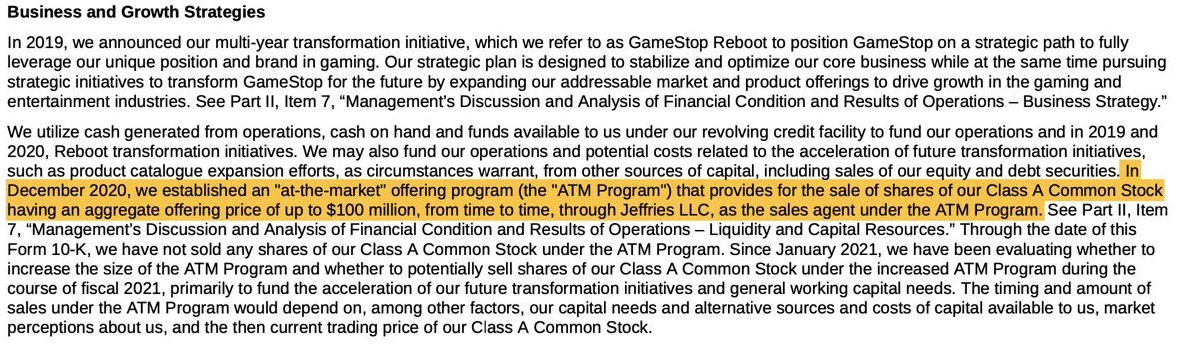 Business and Growth Strategies
In 2019, we announced our multi-year transformation initiative, which we refer to as GameStop Reboot to position GameStop on a strategic path to fully
leverage our unique position and brand in gaming. Our strategic plan is designed to stabilize and optimize our core business while at the same time pursuing
strategic initiatives to transform GameStop for the future by expanding our addressable market and product offerings to drive growth in the gaming and
entertainment industries. See Part II, Item 7, “Management’s Discussion and Analysis of Financial Condition and Results of Operations – Business Strategy.”
We utilize cash generated from operations, cash on hand and funds available to us under our revolving credit facility to fund our operations and in 2019 and
2020, Reboot transformation initiatives. We may also fund our operations and potential costs related to the acceleration of future transformation initiatives,
such as product catalogue expansion efforts, as circumstances warrant, from other sources of capital, including sales of our equity and debt securities. In
December 2020, we established an "at-the-market" offering program (the "ATM Program") that provides for the sale of shares of our Class A Common Stock
having an aggregate offering price of up to $100 million, from time to time, through Jeffries LLC, as the sales agent under the ATM Program. See Part II, Item
7, “Management’s Discussion and Analysis of Financial Condition and Results of Operations – Liquidity and Capital Resources.” Through the date of this
Form 10-K, we have not sold any shares of our Class A Common Stock under the ATM Program. Since January 2021, we have been evaluating whether to
increase the size of the ATM Program and whether to potentially sell shares of our Class A Common Stock under the increased ATM Program during the
course of fiscal 2021, primarily to fund the acceleration of our future transformation initiatives and general working capital needs. The timing and amount of
sales under the ATM Program would depend on, among other factors, our capital needs and alternative sources and costs of capital available to us, market
perceptions about us, and the then current trading price of our Class A Common Stock.